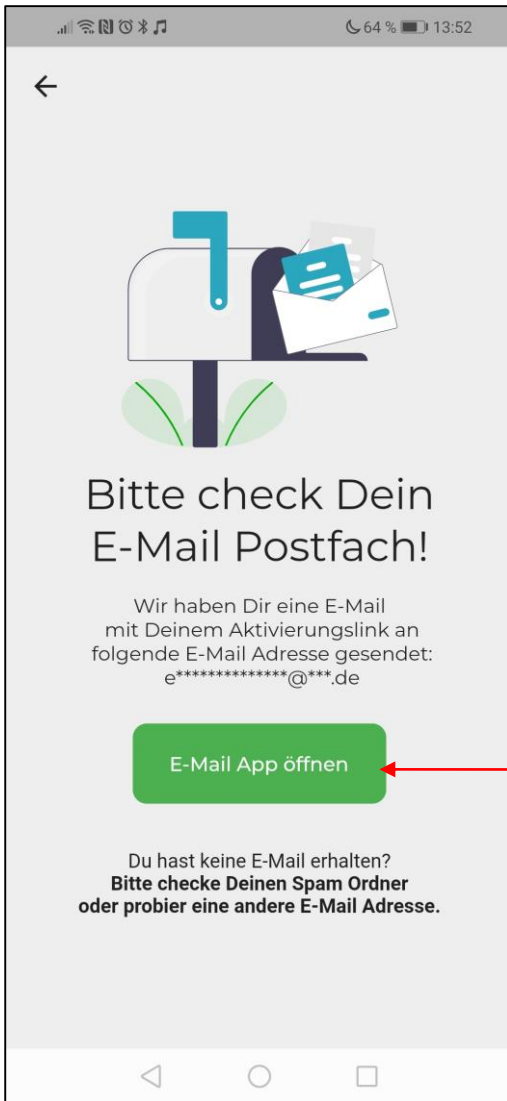 64 % 13:52
Bitte check Dein
E-Mail Postfach!
Wir haben Dir eine E-Mail
mit Deinem Aktivierungslink an
folgende E-Mail Adresse gesendet:
e**************@***.de
E-Mail App öffnen
Du hast keine E-Mail erhalten?
Bitte checke Deinen Spam Ordner
oder probier eine andere E-Mail Adresse.